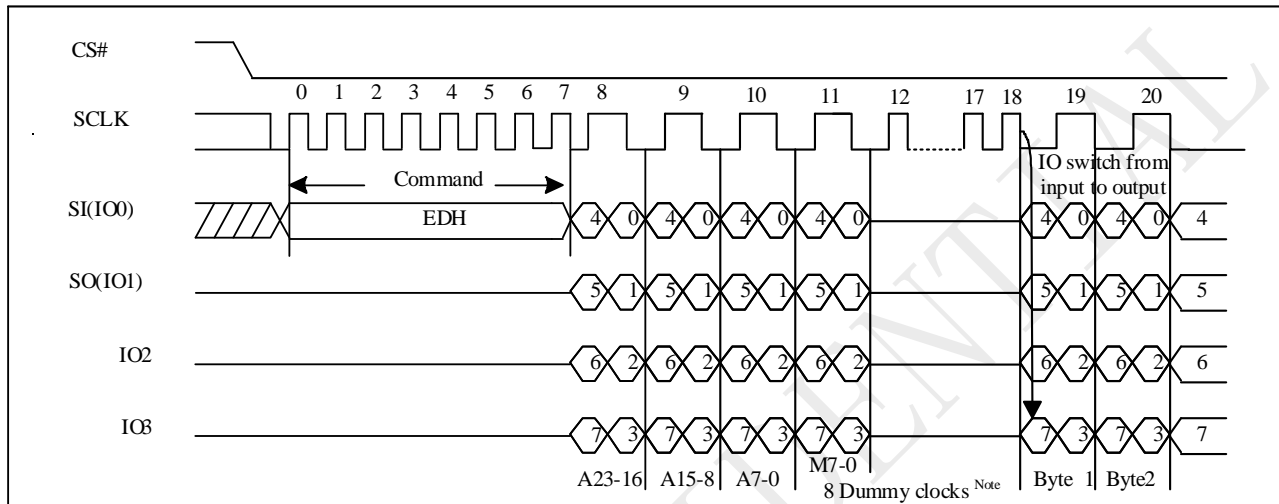 CS#
0 1 2 3 4 5 6 7 8 9 10 11 12 17 18 19 20
SCLK
Command
IO switch from
input to output
SI(IO0)
EDH
4 0 4 0 4 0 4 0 4 0 4 0 4
SO(IO1)
5 1 5 1 5 1 5 1 5 1 5 1 5
IO2
6 2 6 2 6 2 6 2 6 2 6 2 6
IO3
7 3 7 3 7 3 7 3 7 3 7 3 7
A23-16 A15-8 A7-0 M7-0 Byte 1 Byte2
8 Dummy clocks Note
ENTIAL